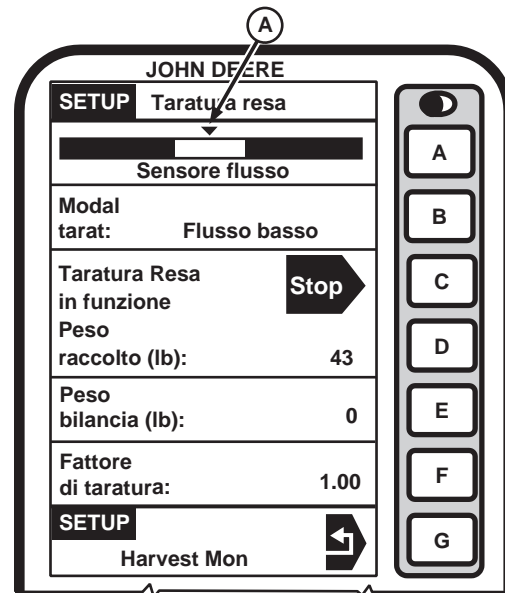 A
JOHN DEERE
SETUP Taratura resa
Sensore flusso
Modal
tarat: Flusso basso
Taratura Resa
in funzione
Stop
Peso
raccolto (lb): 43
Peso
bilancia (lb): 0
Fattore
di taratura: 1.00
SETUP
Harvest Mon
A
B
C
D
E
F
G